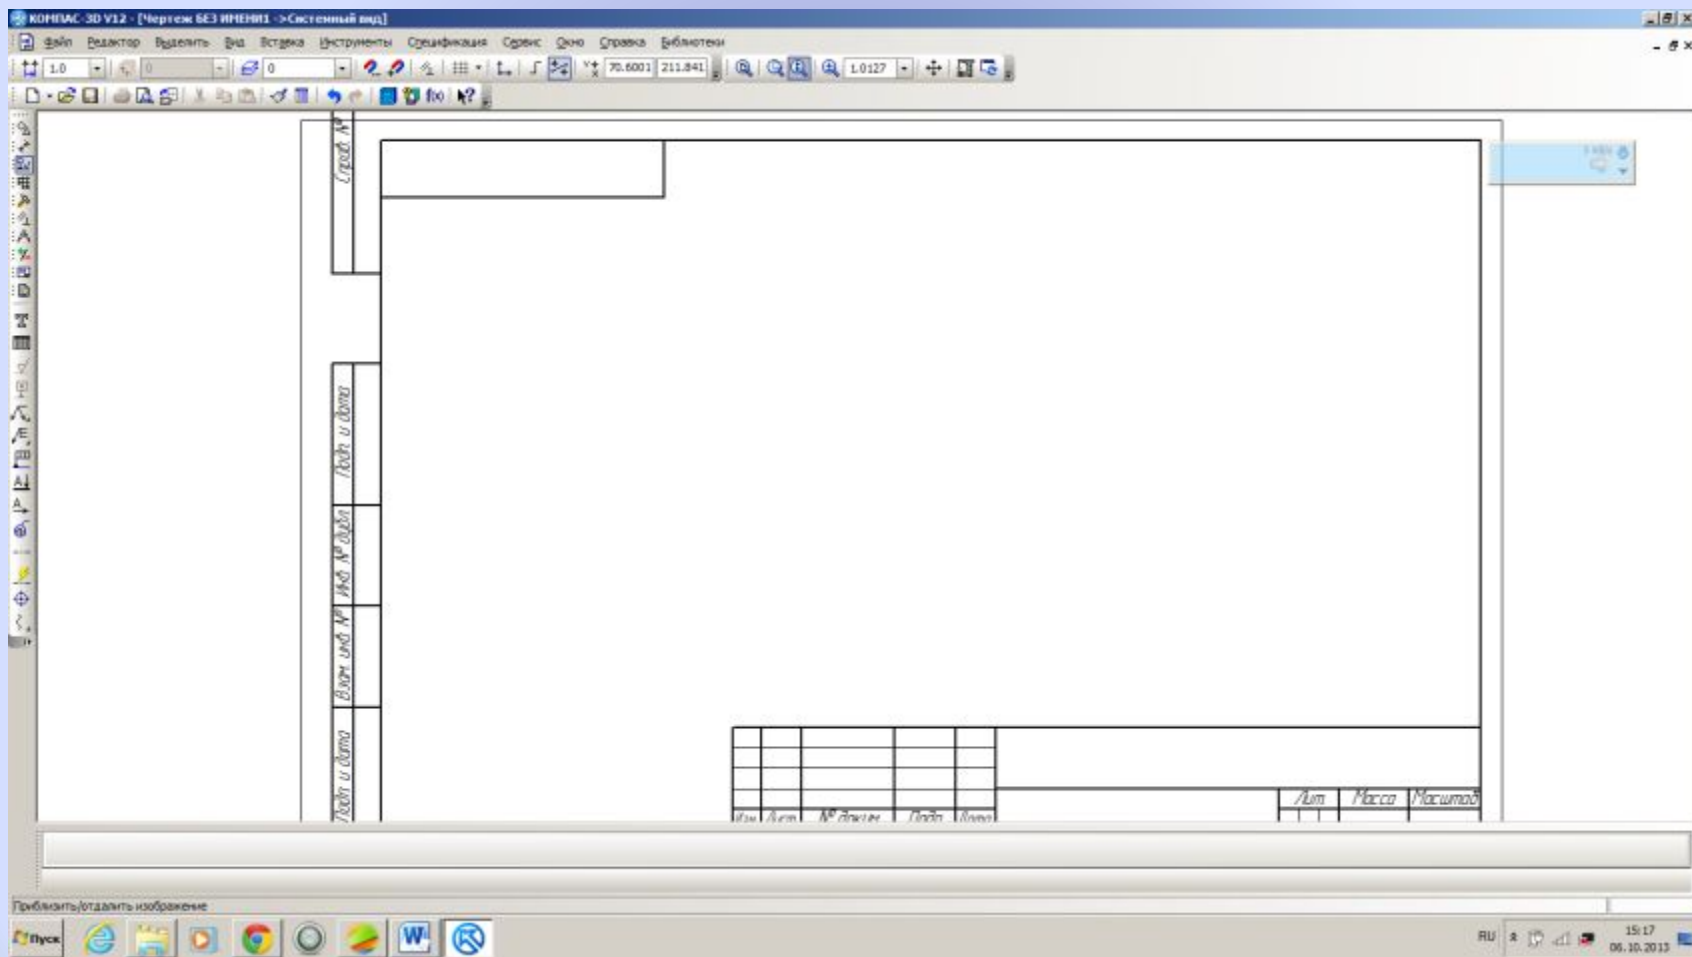 КОМПАС-3D V12 - [Чертеж БЕЗ ИМЕНИ1 ->Системный вид]
Файл Редактор Выделить Вид Вставка Инструменты Спецификация Сервис Окно Справка Библиотеки
1.0 0 0 70.6001 211.841 1.0127
f(x)
Справ. №
Подп. и дата
Инв. № дубл.
Взам. инв. №
Подп. и дата
Лит. Масса Масштаб
Изм. Лист № докум. Подп. Дата
Приблизить/отдалить изображение
Пуск
RU 15:17
06.10.2013